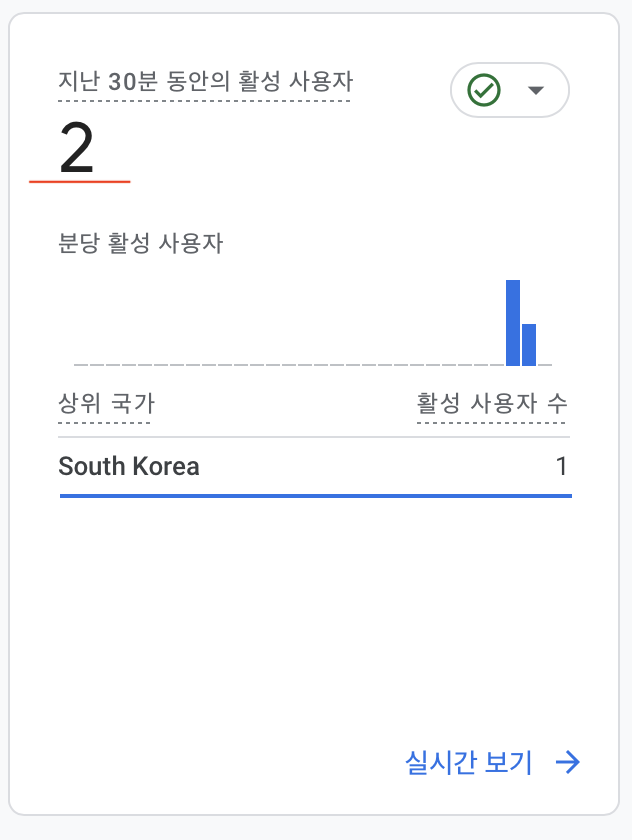 지난 30분 동안의 활성 사용자
2
분당 활성 사용자
상위 국가 활성 사용자 수
South Korea 1
실시간 보기